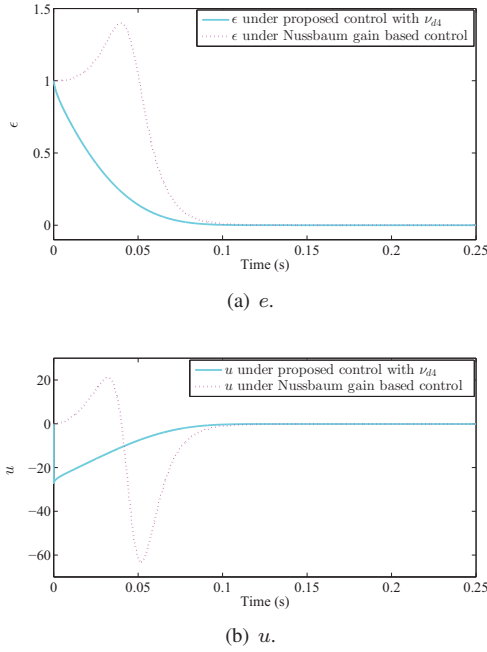 1.5
ϵ under proposed control with ν_{d4}
ϵ under Nussbaum gain based control
1
ϵ
0.5
0
0 0.05 0.1 0.15 0.2 0.25
Time (s)
(a) e.
u under proposed control with ν_{d4}
u under Nussbaum gain based control
20
0
u
−20
−40
−60
0 0.05 0.1 0.15 0.2 0.25
Time (s)
(b) u.